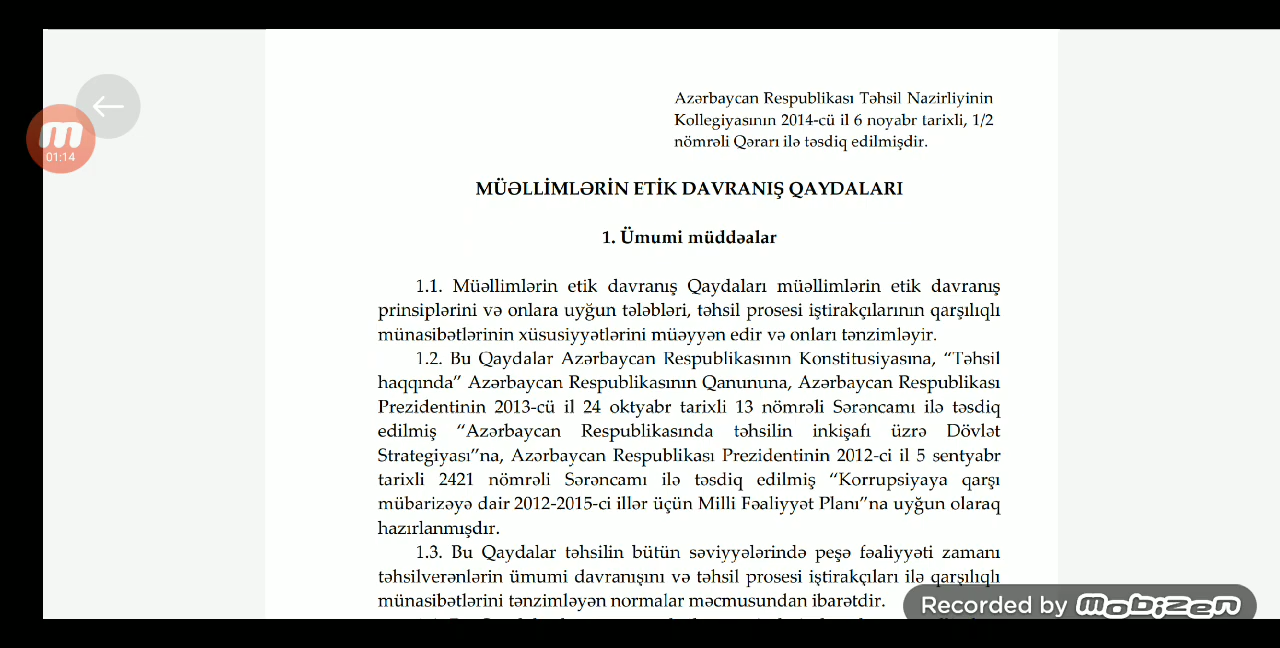 Azərbaycan Respublikası Təhsil Nazirliyinin
Kollegiyasının 2014-cü il 6 noyabr tarixli, 1/2
nömrəli Qərarı ilə təsdiq edilmişdir.
MÜƏLLİMLƏRİN ETİK DAVRANIŞ QAYDALARI
1. Ümumi müddəalar
1.1. Müəllimlərin etik davranış Qaydaları müəllimlərin etik davranış
prinsiplərini və onlara uyğun tələbləri, təhsil prosesi iştirakçılarının qarşılıqlı
münasibətlərinin xüsusiyyətlərini müəyyən edir və onları tənzimləyir.
1.2. Bu Qaydalar Azərbaycan Respublikasının Konstitusiyasına, “Təhsil
haqqında” Azərbaycan Respublikasının Qanununa, Azərbaycan Respublikası
Prezidentinin 2013-cü il 24 oktyabr tarixli 13 nömrəli Sərəncamı ilə təsdiq
edilmiş “Azərbaycan Respublikasında təhsilin inkişafı üzrə Dövlət
Strategiyası”na, Azərbaycan Respublikası Prezidentinin 2012-ci il 5 sentyabr
tarixli 2421 nömrəli Sərəncamı ilə təsdiq edilmiş “Korrupsiyaya qarşı
mübarizəyə dair 2012-2015-ci illər üçün Milli Fəaliyyət Planı”na uyğun olaraq
hazırlanmışdır.
1.3. Bu Qaydalar təhsilin bütün səviyyələrində peşə fəaliyyəti zamanı
təhsilverənlərin ümumi davranışını və təhsil prosesi iştirakçıları ilə qarşılıqlı
münasibətlərini tənzimləyən normalar məcmusundan ibarətdir.
01:14
Recorded by mobizen